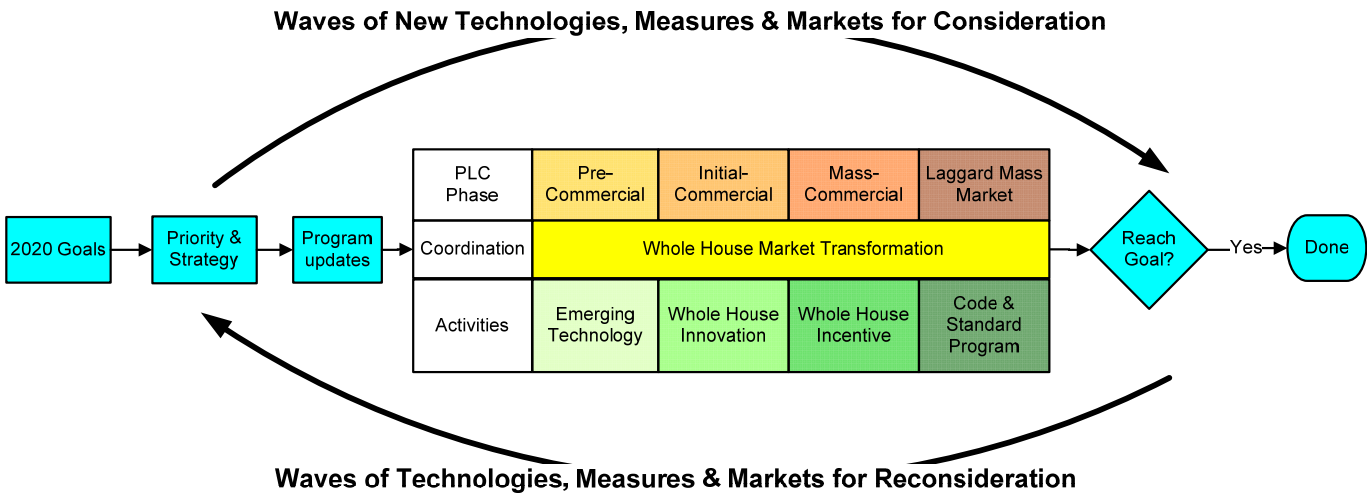 Waves of New Technologies, Measures & Markets for Consideration
PLC
Phase
Pre-
Commercial
Initial-
Commercial
Mass-
Commercial
Laggard Mass
Market
2020 Goals
Priority &
Strategy
Program
updates
Coordination
Whole House Market Transformation
Reach
Goal?
Yes
Done
Activities
Emerging
Technology
Whole House
Innovation
Whole House
Incentive
Code &
Standard
Program
Waves of Technologies, Measures & Markets for Reconsideration